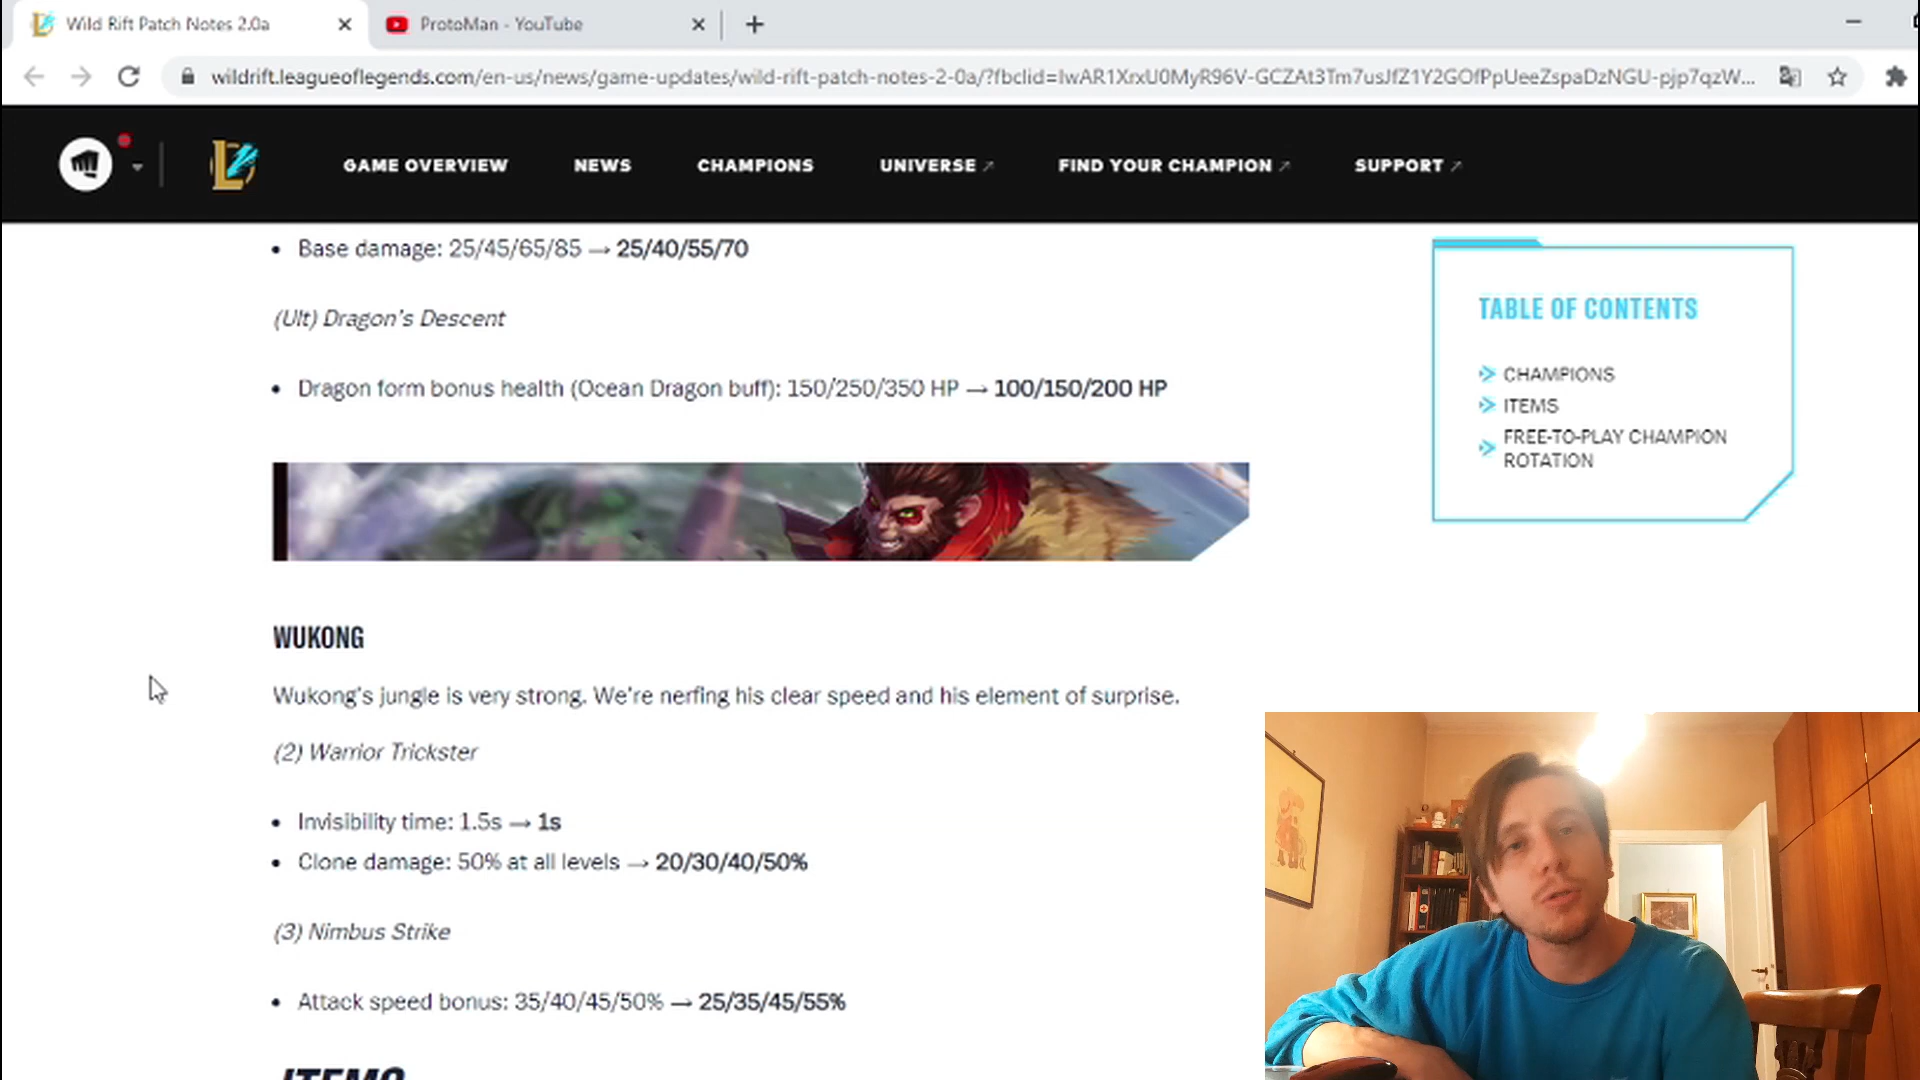 Wild Rift Patch Notes 2.0a
ProtoMan - YouTube
wildrift.leagueoflegends.com/en-us/news/game-updates/wild-rift-patch-notes-2-0a/?fbclid=IwAR1XrxU0MyR96V-GCZAt3Tm7usJfZ1Y2GOfPpUeeZspaDzNGU-pjp7qzW...
GAME OVERVIEW NEWS CHAMPIONS UNIVERSE FIND YOUR CHAMPION SUPPORT
• Base damage: 25/45/65/85 → 25/40/55/70
(Ult) Dragon's Descent
• Dragon form bonus health (Ocean Dragon buff): 150/250/350 HP → 100/150/200 HP
TABLE OF CONTENTS
CHAMPIONS
ITEMS
FREE-TO-PLAY CHAMPION
ROTATION
WUKONG
Wukong's jungle is very strong. We're nerfing his clear speed and his element of surprise.
(2) Warrior Trickster
• Invisibility time: 1.5s → 1s
• Clone damage: 50% at all levels → 20/30/40/50%
(3) Nimbus Strike
• Attack speed bonus: 35/40/45/50% → 25/35/45/55%
ITEMS